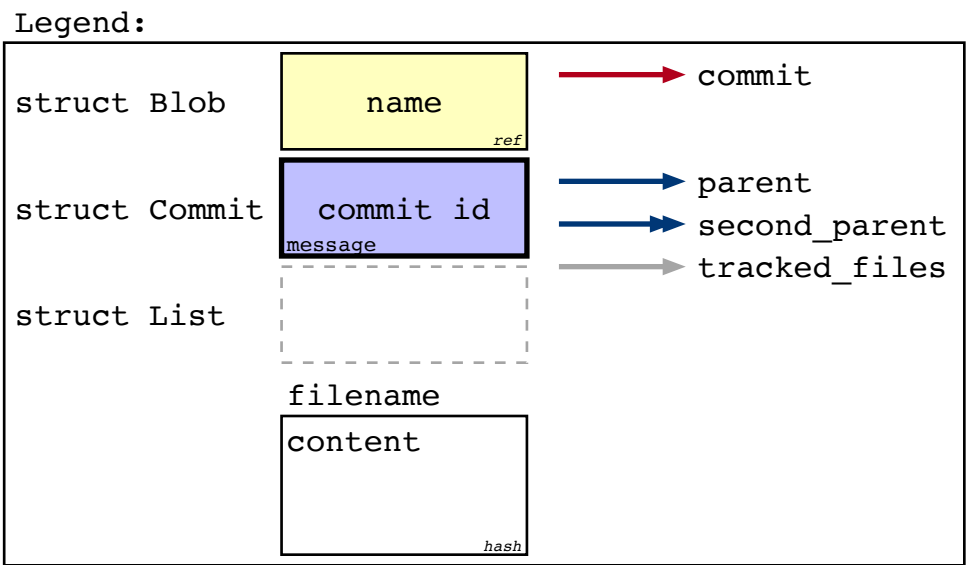 Legend:
struct Blob
name
ref
commit
struct Commit
commit id
message
parent
second_parent
tracked_files
struct List
filename
content
hash